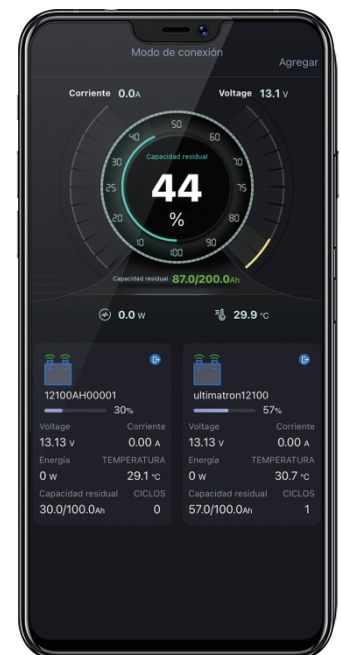 Modo de conexión
Agregar
Corriente 0.0A Voltage 13.1 V
50
40 60
Capacidad residual
30 70
44
25 75
%
20 80
10 90
100
Capacidad residual 87.0/200.0Ah
0.0 W 29.9 °C
12100AH00001 ultimatron12100
30% 57%
Voltage Corriente Voltage Corriente
13.13 V 0.00 A 13.13 V 0.00 A
Energía TEMPERATURA Energía TEMPERATURA
0 W 29.1 °C 0 W 30.7 °C
Capacidad residual CICLOS Capacidad residual CICLOS
30.0/100.0Ah 0 57.0/100.0Ah 1